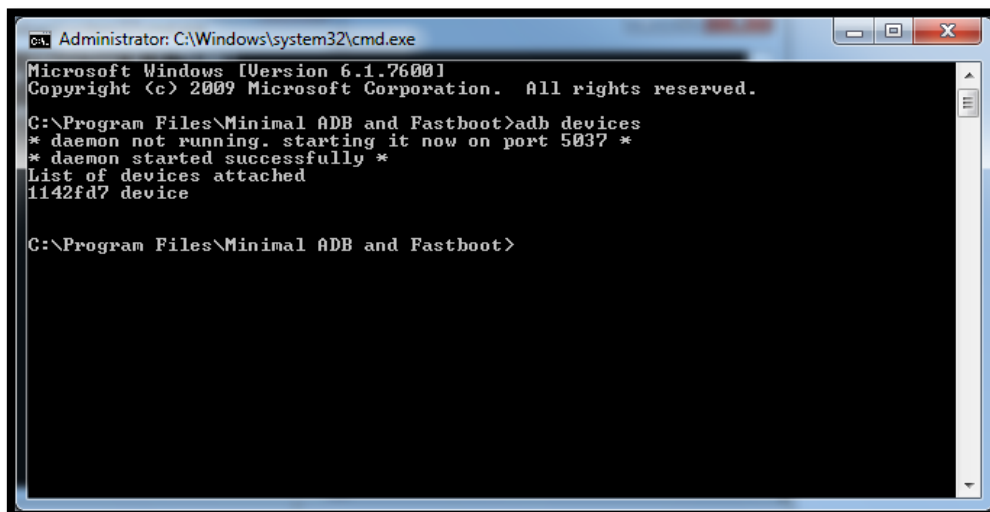 Administrator: C:\Windows\system32\cmd.exe
Microsoft Windows [Version 6.1.7600]
Copyright (c) 2009 Microsoft Corporation.  All rights reserved.
C:\Program Files\Minimal ADB and Fastboot>adb devices
* daemon not running. starting it now on port 5037 *
* daemon started successfully *
List of devices attached
1142fd7 device
C:\Program Files\Minimal ADB and Fastboot>